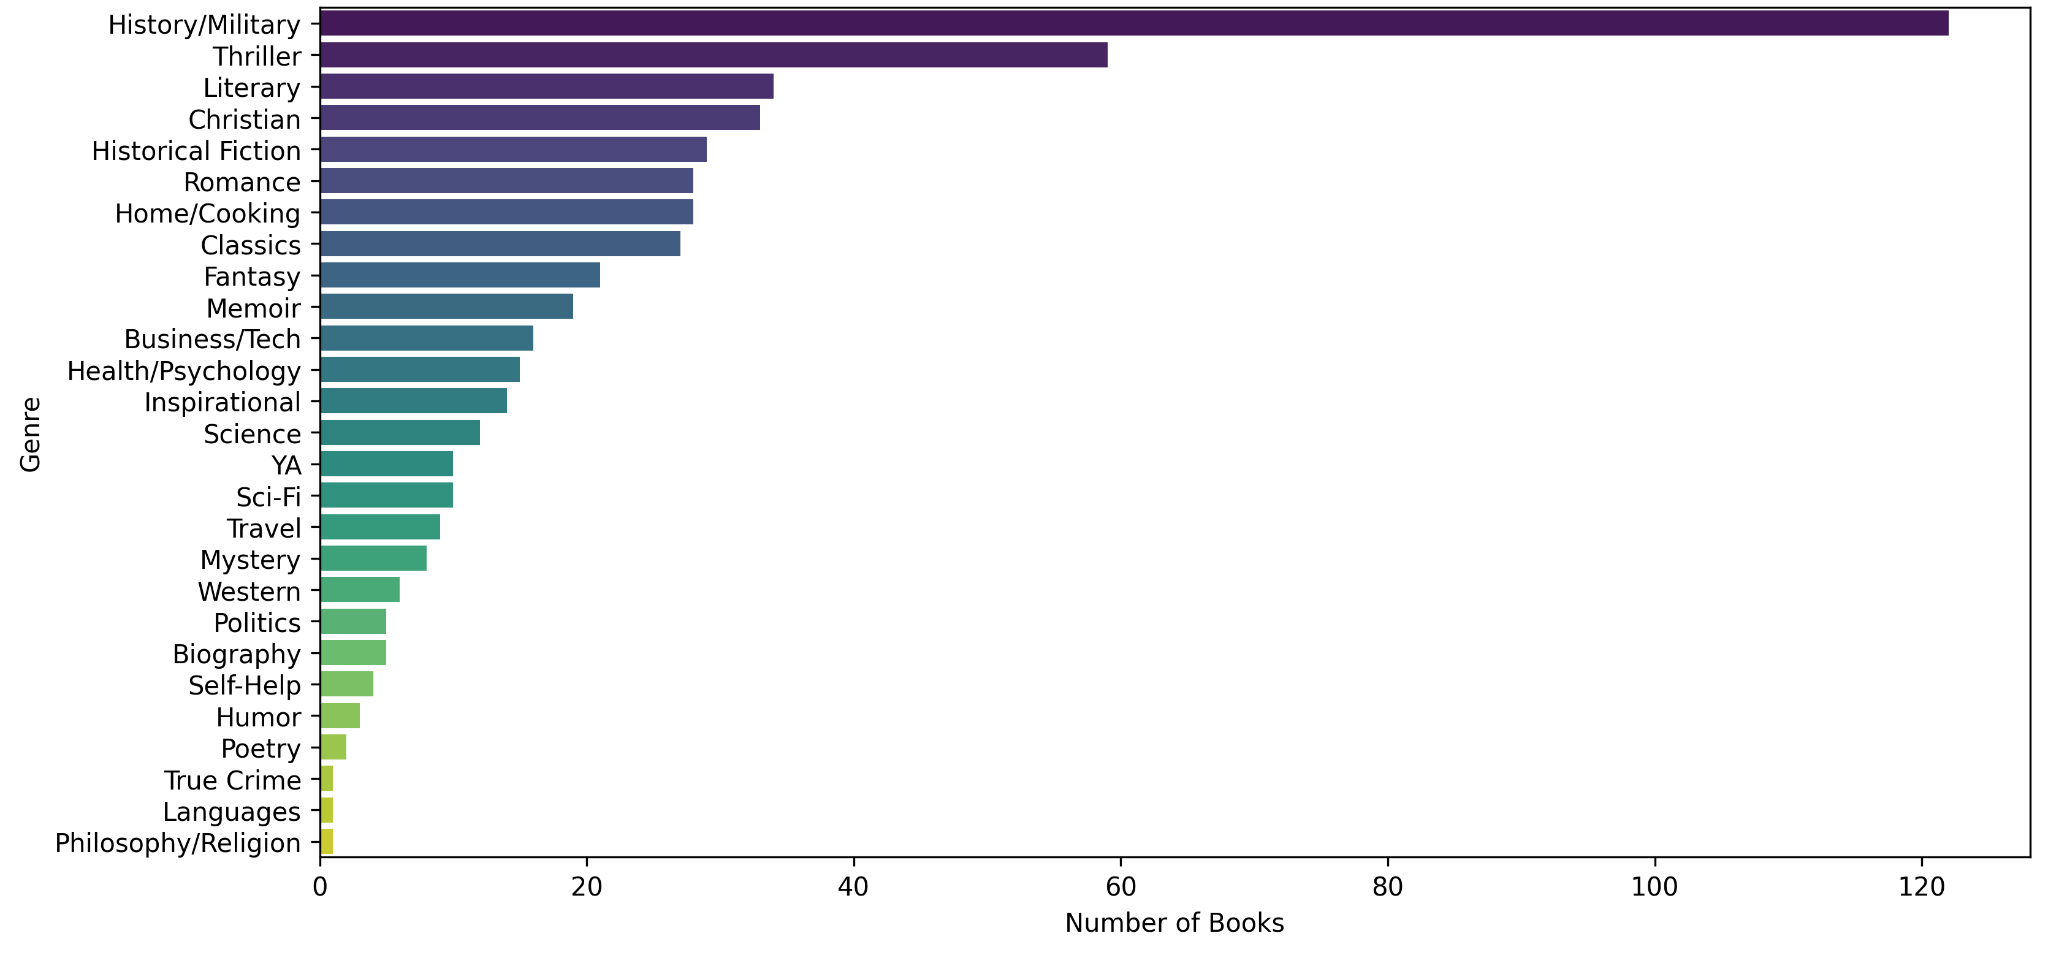 History/Military
Thriller
Literary
Christian
Historical Fiction
Romance
Home/Cooking
Classics
Fantasy
Memoir
Business/Tech
Health/Psychology
Inspirational
Science
YA
Sci-Fi
Travel
Mystery
Western
Politics
Biography
Self-Help
Humor
Poetry
True Crime
Languages
Philosophy/Religion
Genre
0 20 40 60 80 100 120
Number of Books